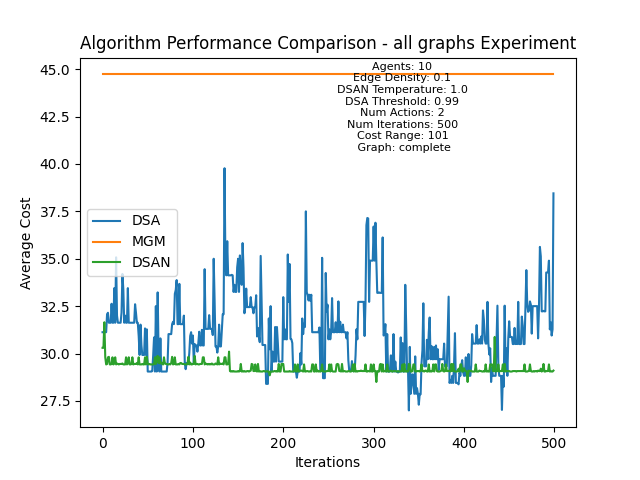 Algorithm Performance Comparison - all graphs Experiment
Agents: 10
Edge Density: 0.1
DSAN Temperature: 1.0
DSA Threshold: 0.99
Num Actions: 2
Num Iterations: 500
Cost Range: 101
Graph: complete
45.0
42.5
40.0
37.5
35.0
32.5
30.0
27.5
Average Cost
DSA
MGM
DSAN
0
100
200
300
400
500
Iterations